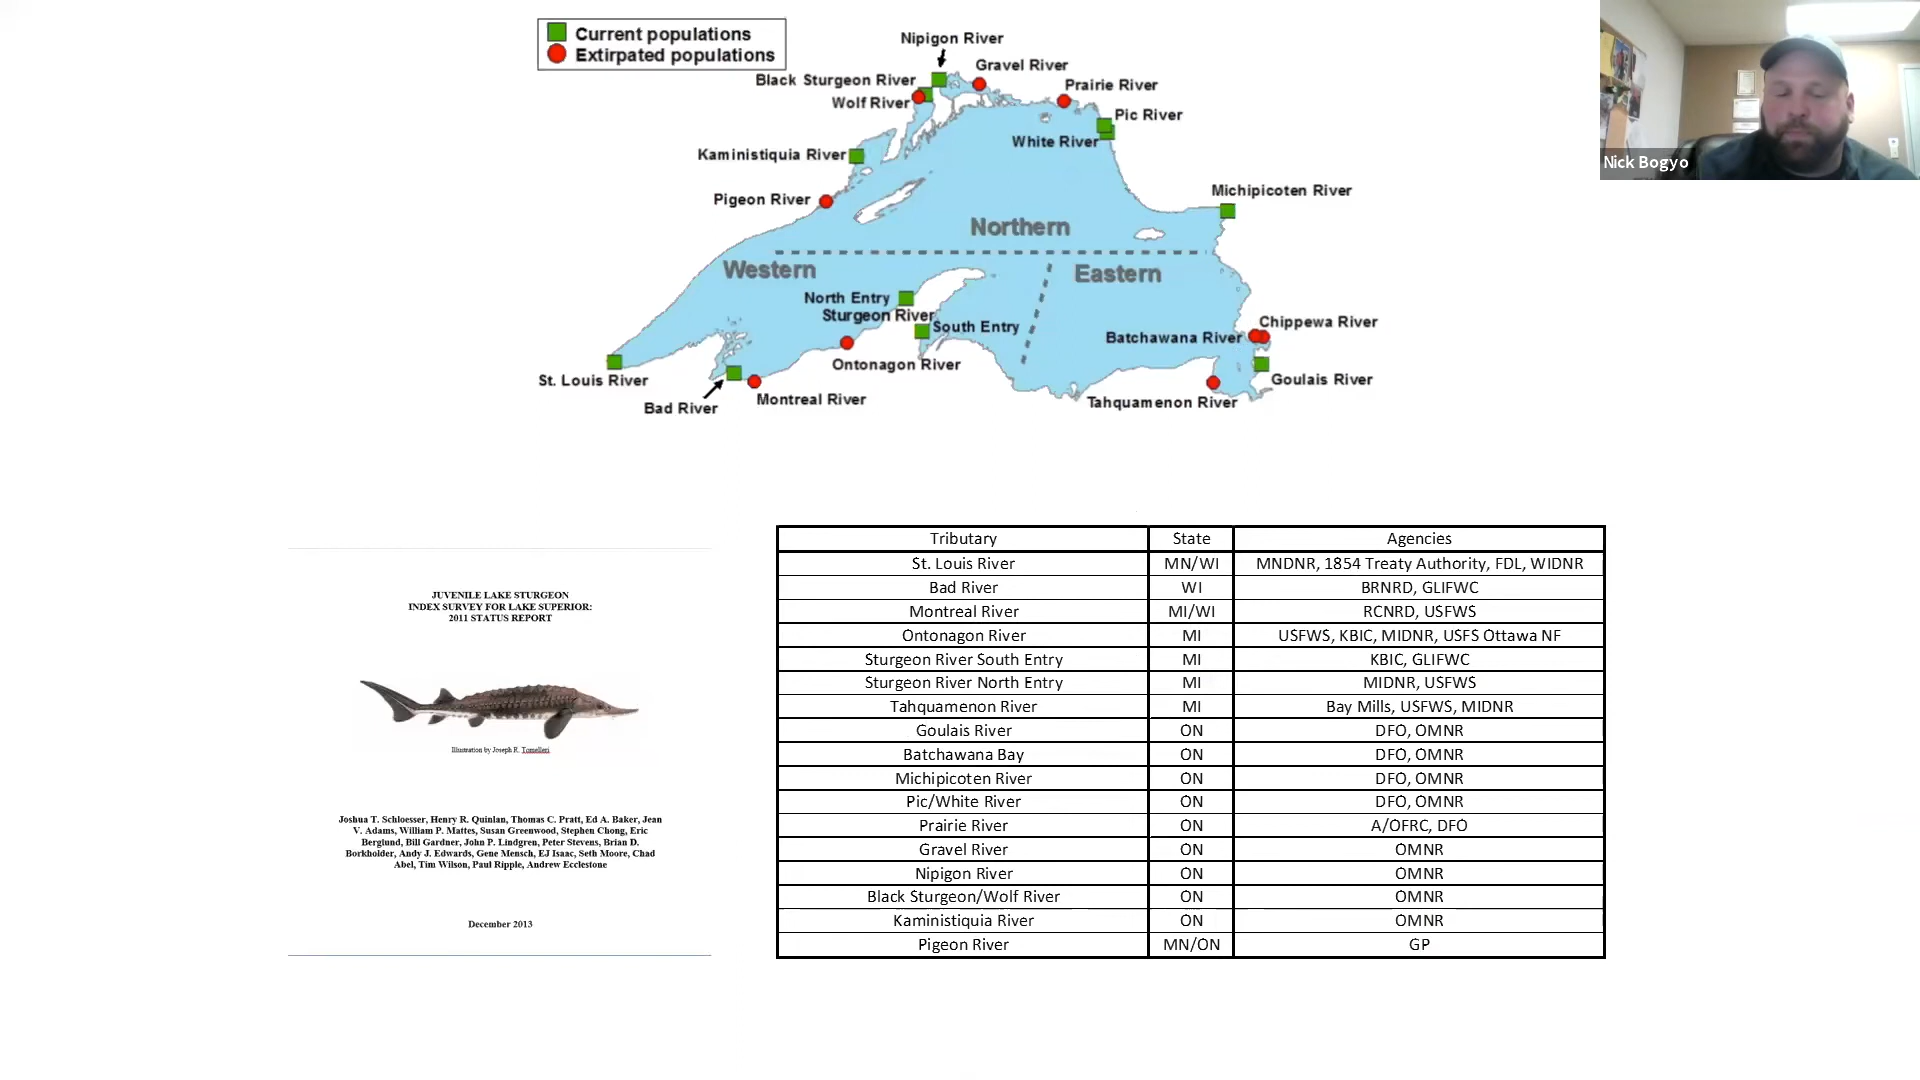 Current populations
Extirpated populations
Nipigon River
Gravel River
Black Sturgeon River
Prairie River
Wolf River
Pic River
White River
Kaministiquia River
Michipicoten River
Pigeon River
Northern
Western
Eastern
North Entry
Sturgeon River
South Entry
Chippewa River
Batchawana River
Ontonagon River
St. Louis River
Goulais River
Bad River
Montreal River
Tahquamenon River
Nick Bogyo
JUVENILE LAKE STURGEON
INDEX SURVEY FOR LAKE SUPERIOR:
2011 STATUS REPORT
Illustration by Joseph R. Tomelleri
Joshua T. Schloesser, Henry R. Quinlan, Thomas C. Pratt, Ed A. Baker, Jean
V. Adams, William P. Mattes, Susan Greenwood, Stephen Chong, Eric
Berglund, Bill Gardner, John P. Lindgren, Peter Stevens, Brian D.
Borkholder, Andy J. Edwards, Gene Mensch, EJ Isaac, Seth Moore, Chad
Abel, Tim Wilson, Paul Ripple, Andrew Ecclestone
December 2013
Tributary State Agencies
St. Louis River MN/WI MNDNR, 1854 Treaty Authority, FDL, WIDNR
Bad River WI BRNRD, GLIFWC
Montreal River MI/WI RCNRD, USFWS
Ontonagon River MI USFWS, KBIC, MIDNR, USFS Ottawa NF
Sturgeon River South Entry MI KBIC, GLIFWC
Sturgeon River North Entry MI MIDNR, USFWS
Tahquamenon River MI Bay Mills, USFWS, MIDNR
Goulais River ON DFO, OMNR
Batchawana Bay ON DFO, OMNR
Michipicoten River ON DFO, OMNR
Pic/White River ON DFO, OMNR
Prairie River ON A/OFRC, DFO
Gravel River ON OMNR
Nipigon River ON OMNR
Black Sturgeon/Wolf River ON OMNR
Kaministiquia River ON OMNR
Pigeon River MN/ON GP